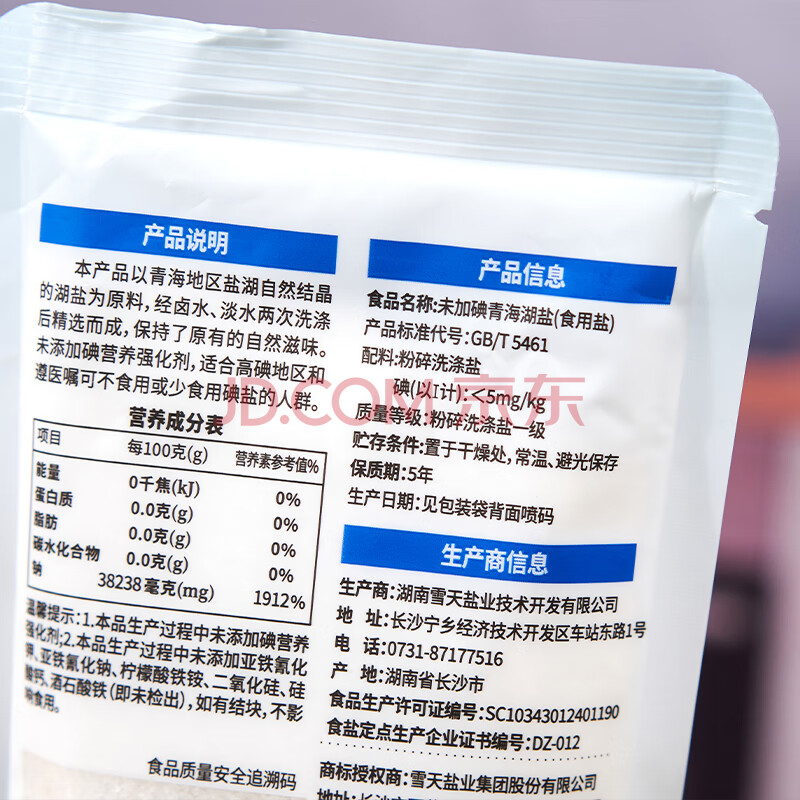 产品说明
本产品以青海地区盐湖自然结晶
的湖盐为原料，经卤水、淡水两次洗涤
后精选而成，保持了原有的自然滋味。
未添加碘营养强化剂，适合高碘地区和
遵医嘱可不食用或少食用碘盐的人群。
营养成分表
项目 每100克(g) 营养素参考值%
能量 0千焦(kJ) 0%
蛋白质 0.0克(g) 0%
脂肪 0.0克(g) 0%
碳水化合物 0.0克(g) 0%
钠 38238毫克(mg) 1912%
温馨提示:1.本品生产过程中未添加碘营养
强化剂;2.本品生产过程中未添加亚铁氰化
钾、亚铁氰化钠、柠檬酸铁铵、二氧化硅、硅
酸钙、酒石酸铁(即未检出)，如有结块，不影
响食用。
食品质量安全追溯码
产品信息
食品名称:未加碘青海湖盐(食用盐)
产品标准代号:GB/T 5461
配料:粉碎洗涤盐
碘(以I计):＜5mg/kg
质量等级:粉碎洗涤盐一级
贮存条件:置于干燥处，常温、避光保存
保质期:5年
生产日期:见包装袋背面喷码
生产商信息
生产商:湖南雪天盐业技术开发有限公司
地 址:长沙宁乡经济技术开发区车站东路1号
电 话:0731-87177516
产 地:湖南省长沙市
食品生产许可证编号:SC10343012401190
食盐定点生产企业证书编号:DZ-012
商标授权商:雪天盐业集团股份有限公司
地址:长沙
JD.COM 京东